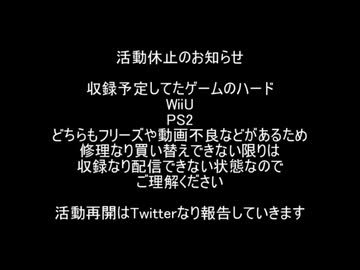 活動休止のお知らせ
収録予定してたゲームのハード
WiiU
PS2
どちらもフリーズや動画不良などがあるため
修理なり買い替えできない限りは
収録なり配信できない状態なので
ご理解ください
活動再開はTwitterなり報告していきます